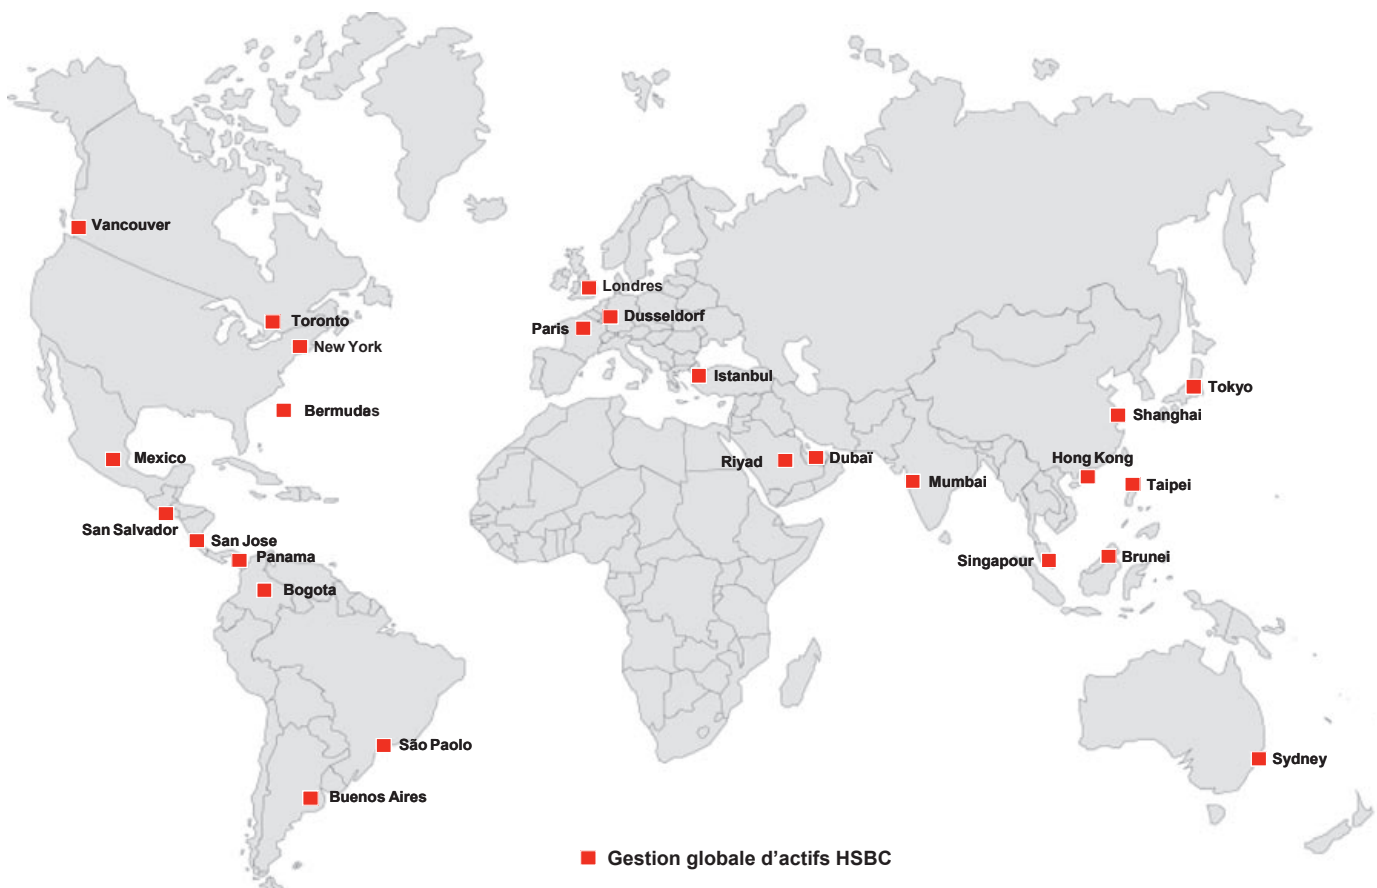 Vancouver
Londres
Toronto
Dusseldorf
Paris
New York
Istanbul
Tokyo
Bermudes
Shanghai
Mexico
Riyad
Dubaï
Hong Kong
Mumbai
Taipei
San Salvador
San Jose
Panama
Singapour
Brunei
Bogota
São Paolo
Sydney
Buenos Aires
Gestion globale d’actifs HSBC